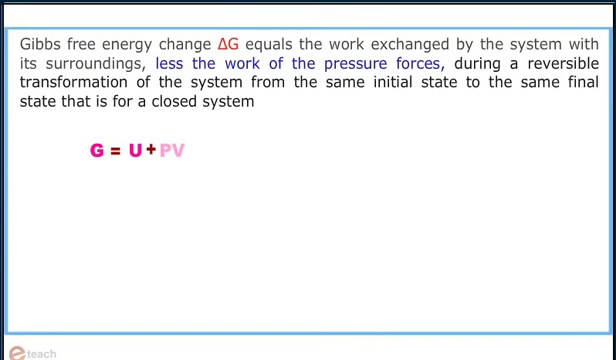 Gibbs free energy change ΔG equals the work exchanged by the system with
its surroundings, less the work of the pressure forces, during a reversible
transformation of the system from the same initial state to the same final
state that is for a closed system
G = U + PV
e teach